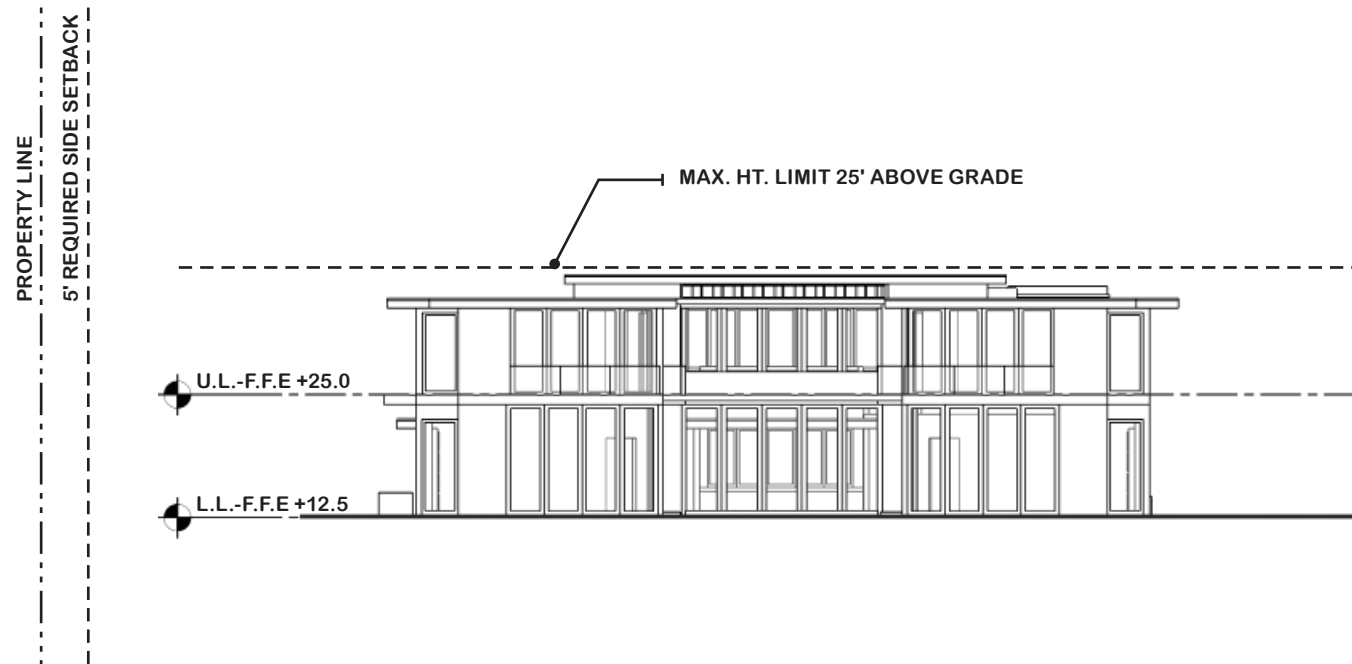 PROPERTY LINE
5' REQUIRED SIDE SETBACK
MAX. HT. LIMIT 25' ABOVE GRADE
U.L.-F.F.E +25.0
L.L.-F.F.E +12.5